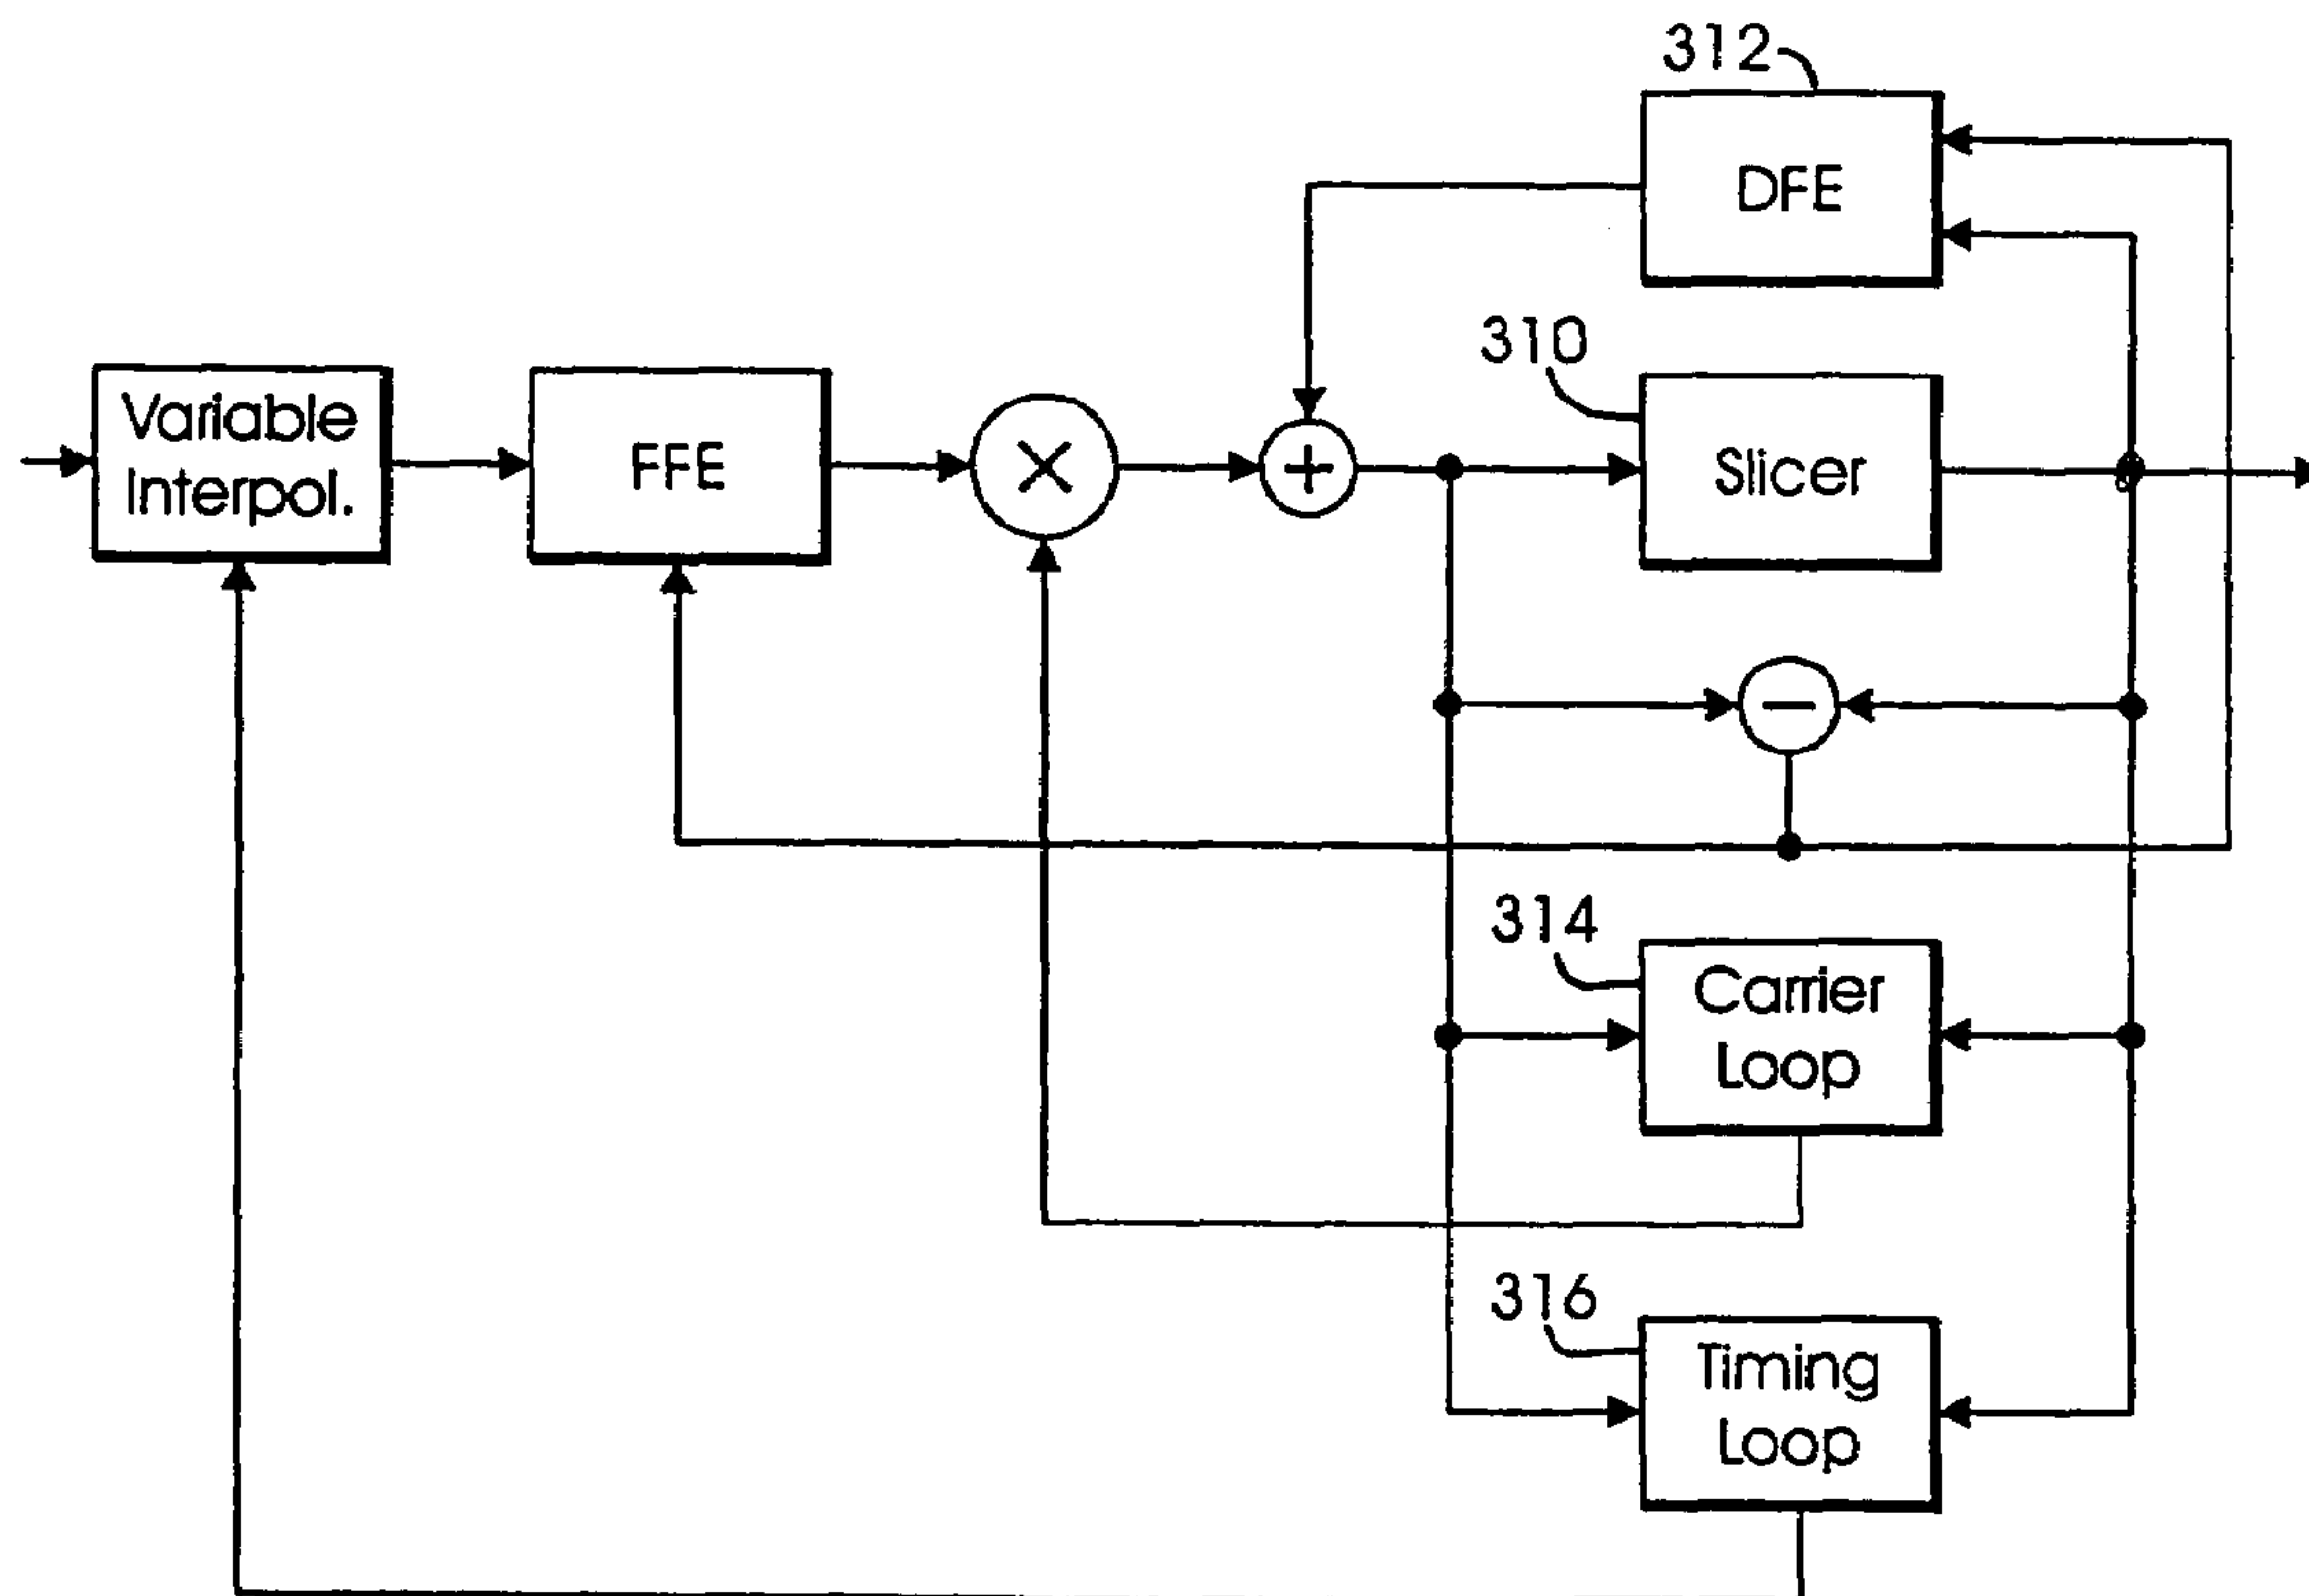 312
DFE
310
Variable
Interpol.
FFE
×
+
Slicer
−
314
Carrier
Loop
316
Timing
Loop